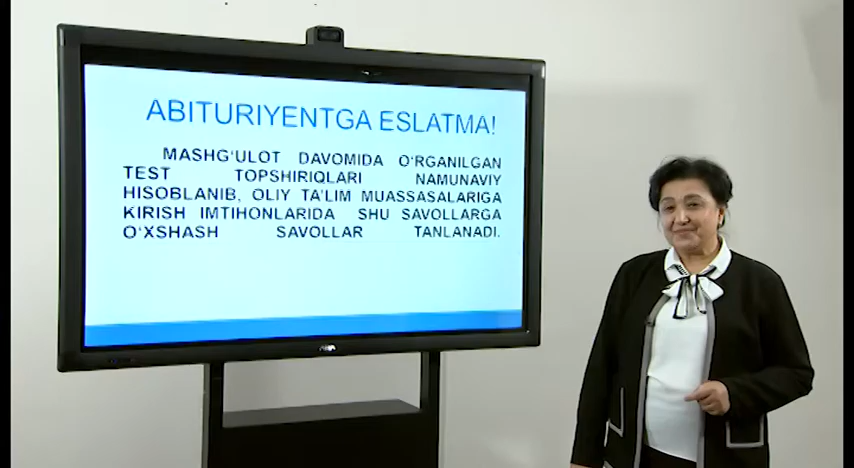 ABITURIYENTGA ESLATMA!
MASHG‘ULOT DAVOMIDA O‘RGANILGAN
TEST TOPSHIRIQLARI NAMUNAVIY
HISOBLANIB, OLIY TA’LIM MUASSASALARIGA
KIRISH IMTIHONLARIDA SHU SAVOLLARGA
O‘XSHASH SAVOLLAR TANLANADI.